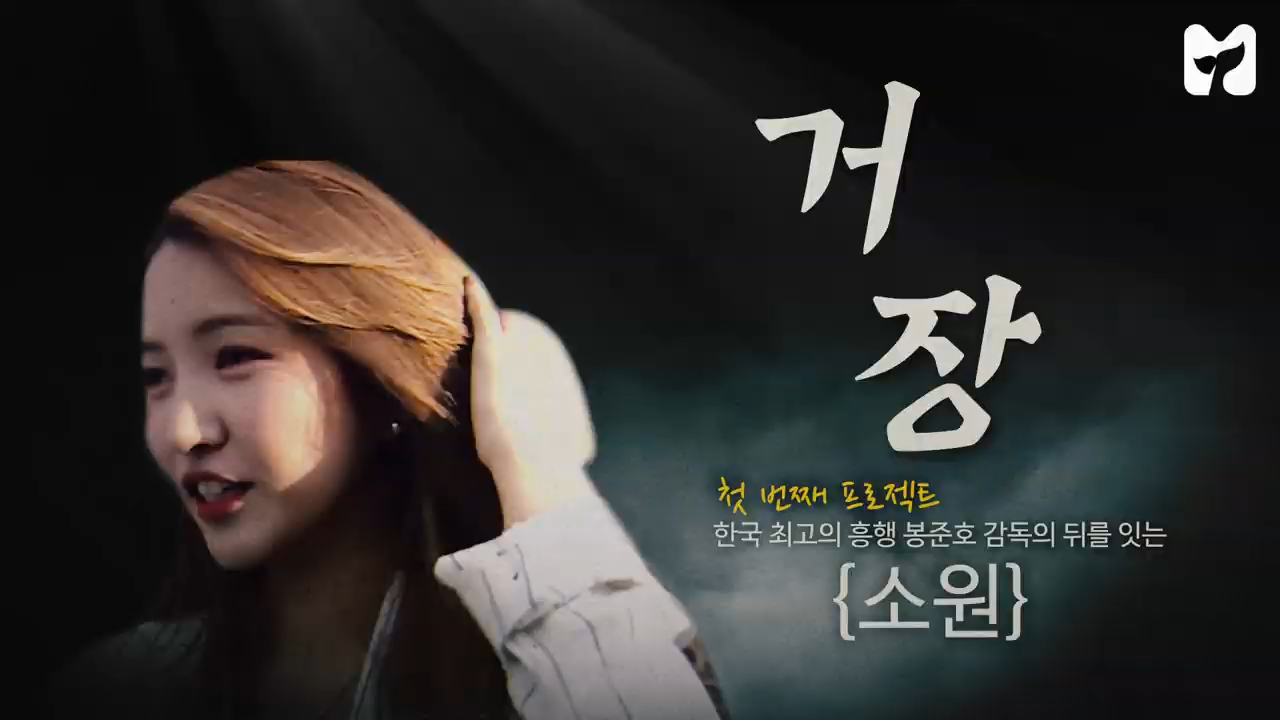 거
장
첫 번째 프로젝트
한국 최고의 흥행 봉준호 감독의 뒤를 잇는
{소원}